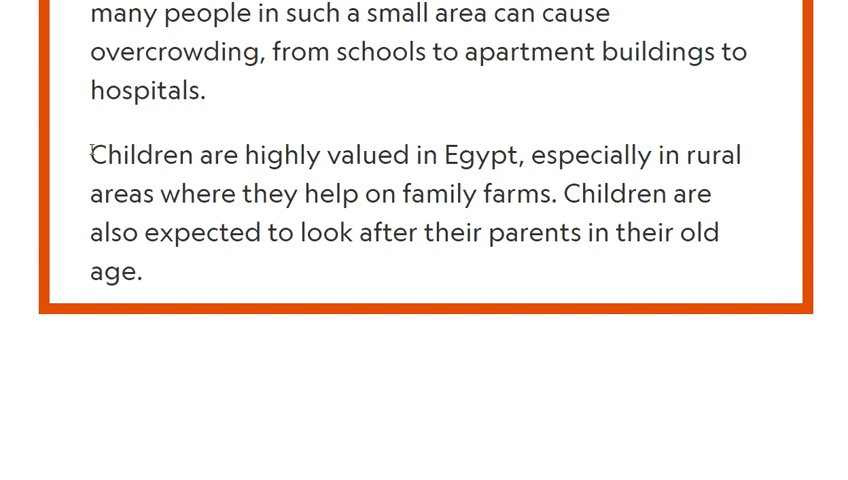 many people in such a small area can cause
overcrowding, from schools to apartment buildings to
hospitals.
Children are highly valued in Egypt, especially in rural
areas where they help on family farms. Children are
also expected to look after their parents in their old
age.